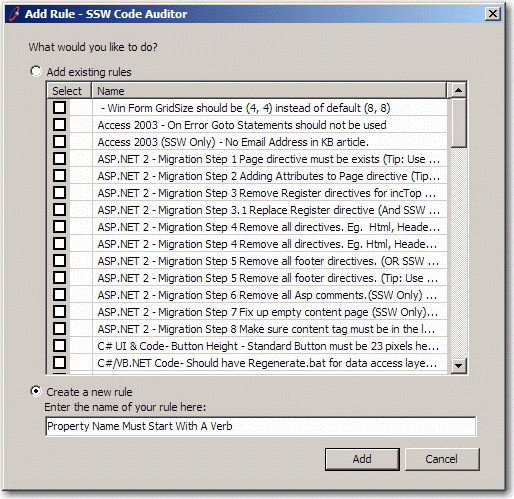 Add Rule - SSW Code Auditor
What would you like to do?
Add existing rules
Select Name
- Win Form GridSize should be (4, 4) instead of default (8, 8)
Access 2003 - On Error Goto Statements should not be used
Access 2003 (SSW Only) - No Email Address in KB article.
ASP.NET 2 - Migration Step 1 Page directive must be exists (Tip: Use ...
ASP.NET 2 - Migration Step 2 Adding Attributes to Page directive (Tip...
ASP.NET 2 - Migration Step 3 Remove Register directives for incTop ...
ASP.NET 2 - Migration Step 3.1 Replace Register directive (And SSW ...
ASP.NET 2 - Migration Step 4 Remove all directives. Eg.  Html, Heade...
ASP.NET 2 - Migration Step 4 Remove all directives. Eg. Html, Heade...
ASP.NET 2 - Migration Step 5 Remove all footer directives. (OR SSW ...
ASP.NET 2 - Migration Step 5 Remove all footer directives. (Tip: Use ...
ASP.NET 2 - Migration Step 6 Remove all Asp comments.(SSW Only) ...
ASP.NET 2 - Migration Step 7 Fix up empty content page (SSW Only)...
ASP.NET 2 - Migration Step 8 Make sure content tag must be in the l...
C# UI & Code- Button Height - Standard Button must be 23 pixels he...
C#/VB.NET Code- Should have Regenerate.bat for data access laye...
Create a new rule
Enter the name of your rule here:
Property Name Must Start With A Verb
Add Cancel